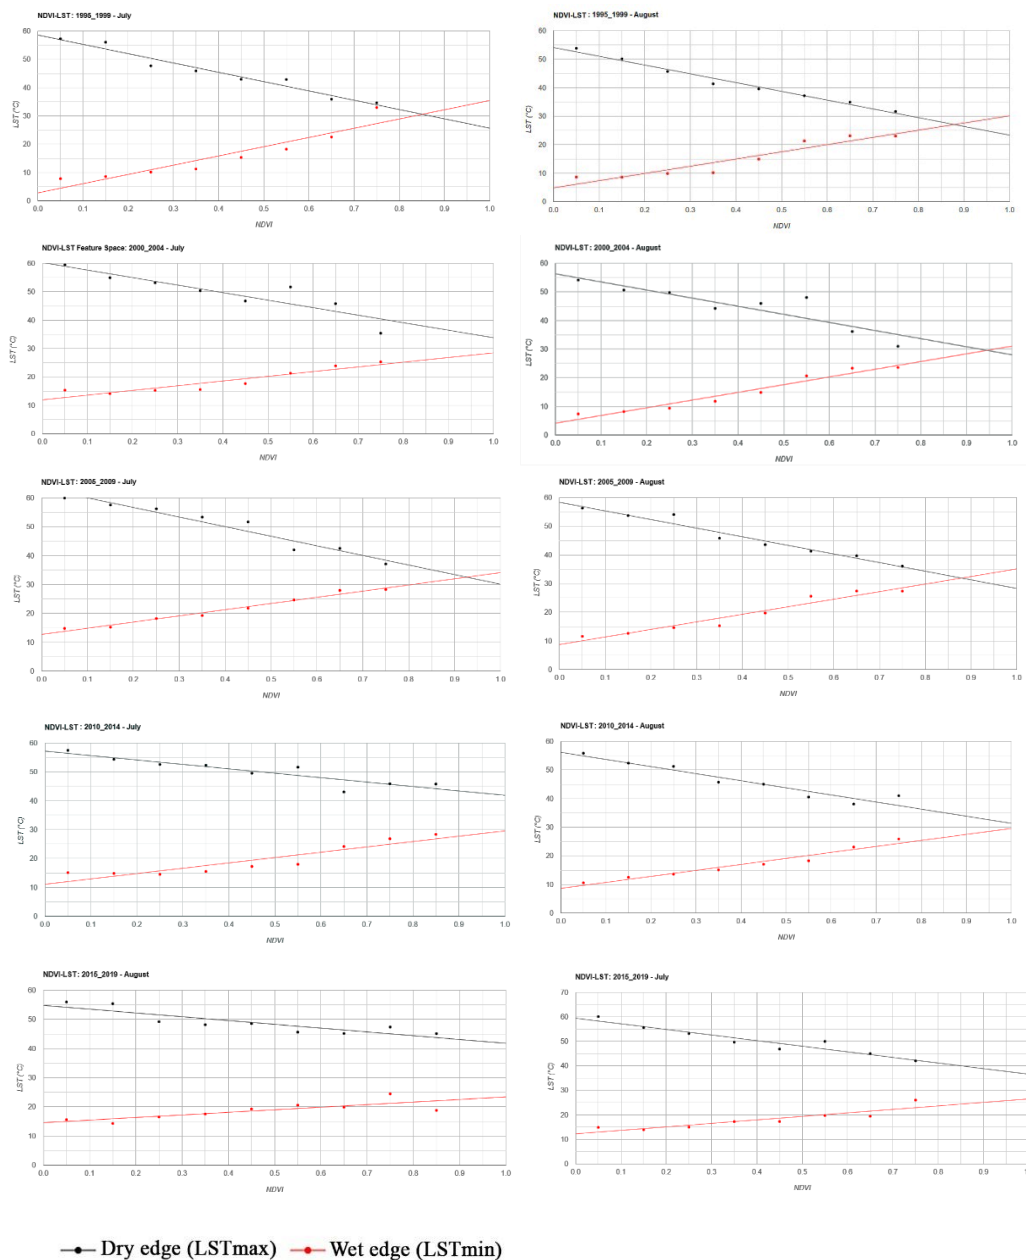 NDVI-LST: 1995_1999 - July
60
50
40
30
20
10
0
LST (°C)
0.0 0.1 0.2 0.3 0.4 0.5 0.6 0.7 0.8 0.9 1.0
NDVI
NDVI-LST: 1995_1999 - August
60
50
40
30
20
10
0
LST (°C)
0.0 0.1 0.2 0.3 0.4 0.5 0.6 0.7 0.8 0.9 1.0
NDVI
NDVI-LST Feature Space: 2000_2004 - July
60
50
40
30
20
10
0
LST (°C)
0.0 0.1 0.2 0.3 0.4 0.5 0.6 0.7 0.8 0.9 1.0
NDVI
NDVI-LST: 2000_2004 - August
60
50
40
30
20
10
0
LST (°C)
0.0 0.1 0.2 0.3 0.4 0.5 0.6 0.7 0.8 0.9 1.0
NDVI
NDVI-LST: 2005_2009 - July
60
50
40
30
20
10
0
LST (°C)
0.0 0.1 0.2 0.3 0.4 0.5 0.6 0.7 0.8 0.9 1.0
NDVI
NDVI-LST: 2005_2009 - August
60
50
40
30
20
10
0
LST (°C)
0.0 0.1 0.2 0.3 0.4 0.5 0.6 0.7 0.8 0.9 1.0
NDVI
NDVI-LST: 2010_2014 - July
60
50
40
30
20
10
0
LST (°C)
0.0 0.1 0.2 0.3 0.4 0.5 0.6 0.7 0.8 0.9 1.0
NDVI
NDVI-LST: 2010_2014 - August
60
50
40
30
20
10
0
LST (°C)
0.0 0.1 0.2 0.3 0.4 0.5 0.6 0.7 0.8 0.9 1.0
NDVI
NDVI-LST: 2015_2019 - August
60
50
40
30
20
10
0
LST (°C)
0.0 0.1 0.2 0.3 0.4 0.5 0.6 0.7 0.8 0.9 1.0
NDVI
NDVI-LST: 2015_2019 - July
70
60
50
40
30
20
10
0
LST (°C)
0.0 0.1 0.2 0.3 0.4 0.5 0.6 0.7 0.8 0.9
NDVI
Dry edge (LSTmax) Wet edge (LSTmin)